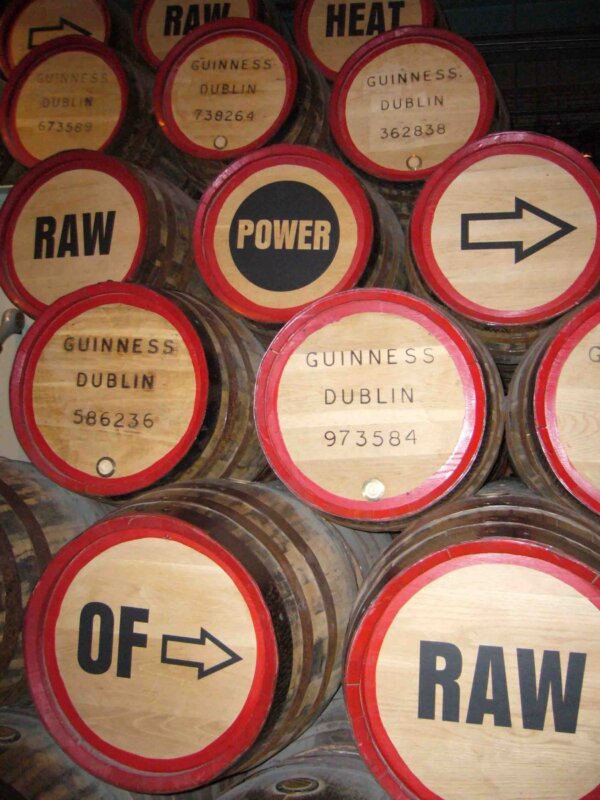 RAW
HEAT
GUINNESS
DUBLIN
673589
GUINNESS
DUBLIN
738264
GUINNESS
DUBLIN
362838
RAW
POWER
GUINNESS
DUBLIN
586236
GUINNESS
DUBLIN
973584
G
OF
RAW